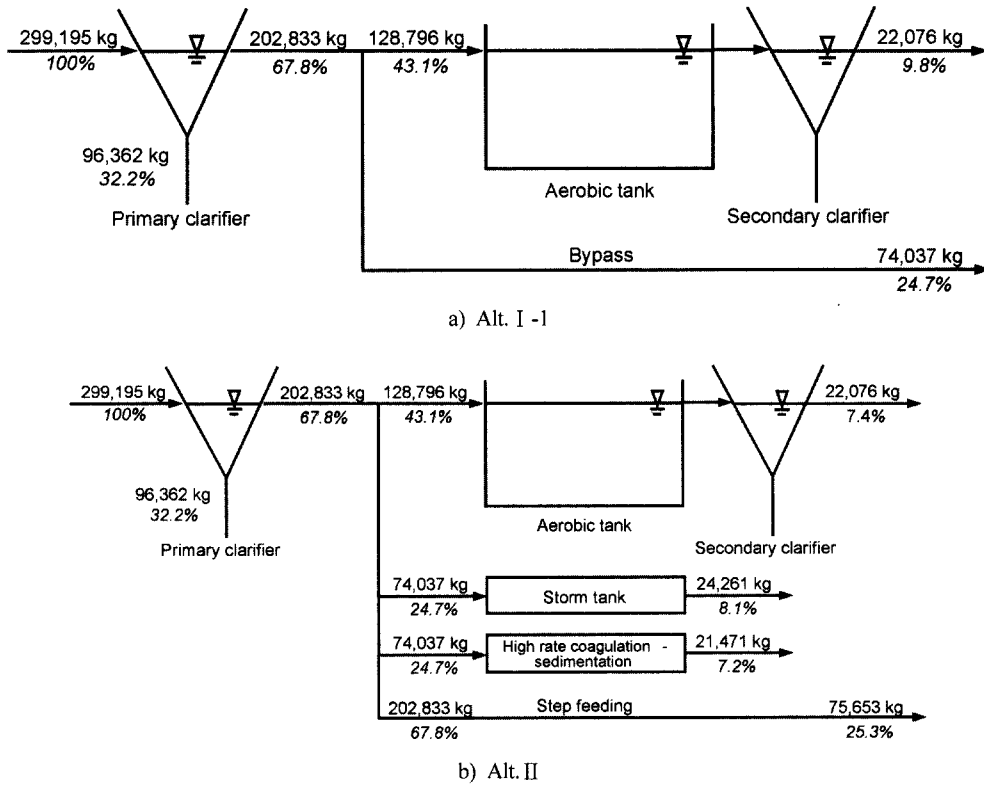 299,195 kg
100%
202,833 kg
67.8%
128,796 kg
43.1%
22,076 kg
9.8%
96,362 kg
32.2%
Primary clarifier
Aerobic tank
Secondary clarifier
Bypass
74,037 kg
24.7%
a) Alt. Ⅰ-1
299,195 kg
100%
202,833 kg
67.8%
128,796 kg
43.1%
22,076 kg
7.4%
96,362 kg
32.2%
Primary clarifier
Aerobic tank
Secondary clarifier
74,037 kg
24.7%
Storm tank
24,261 kg
8.1%
74,037 kg
24.7%
High rate coagulation -
sedimentation
21,471 kg
7.2%
202,833 kg
67.8%
Step feeding
75,653 kg
25.3%
b) Alt. Ⅱ